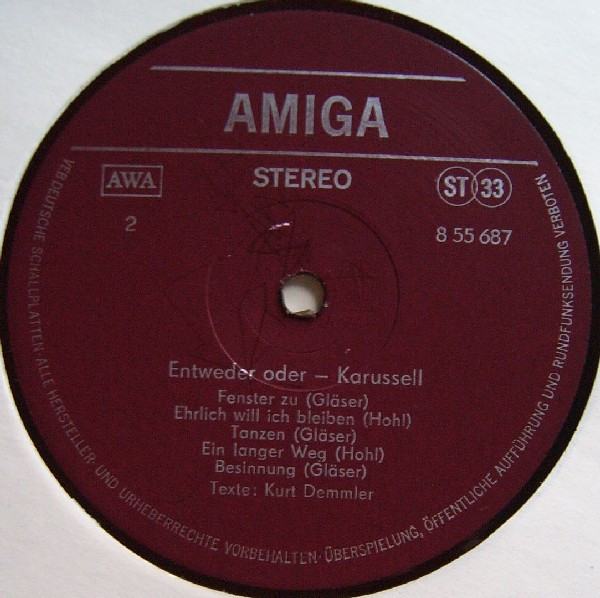 AMIGA
AWA
STEREO
ST 33
2
8 55 687
Entweder oder – Karussell
Fenster zu (Gläser)
Ehrlich will ich bleiben (Hohl)
Tanzen (Gläser)
Ein langer Weg (Hohl)
Besinnung (Gläser)
Texte: Kurt Demmler
VEB DEUTSCHE SCHALLPLATTEN · ALLE HERSTELLER- UND URHEBERRECHTE VORBEHALTEN · ÜBERSPIELUNG, ÖFFENTLICHE AUFFÜHRUNG UND RUNDFUNKSENDUNG VERBOTEN